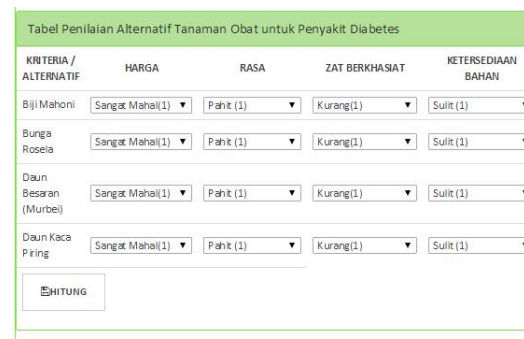 Tabel Penilaian Alternatif Tanaman Obat untuk Penyakit Diabetes
KRITERIA / ALTERNATIF HARGA RASA ZAT BERKHASIAT KETERSEDIAAN BAHAN
Biji Mahoni Sangat Mahal(1) Pahit (1) Kurang(1) Sulit(1)
Bunga Rosela Sangat Mahal(1) Pahit (1) Kurang(1) Sulit(1)
Daun Besaran (Murbei) Sangat Mahal(1) Pahit (1) Kurang(1) Sulit(1)
Daun Kaca Piring Sangat Mahal(1) Pahit (1) Kurang(1) Sulit(1)
HITUNG